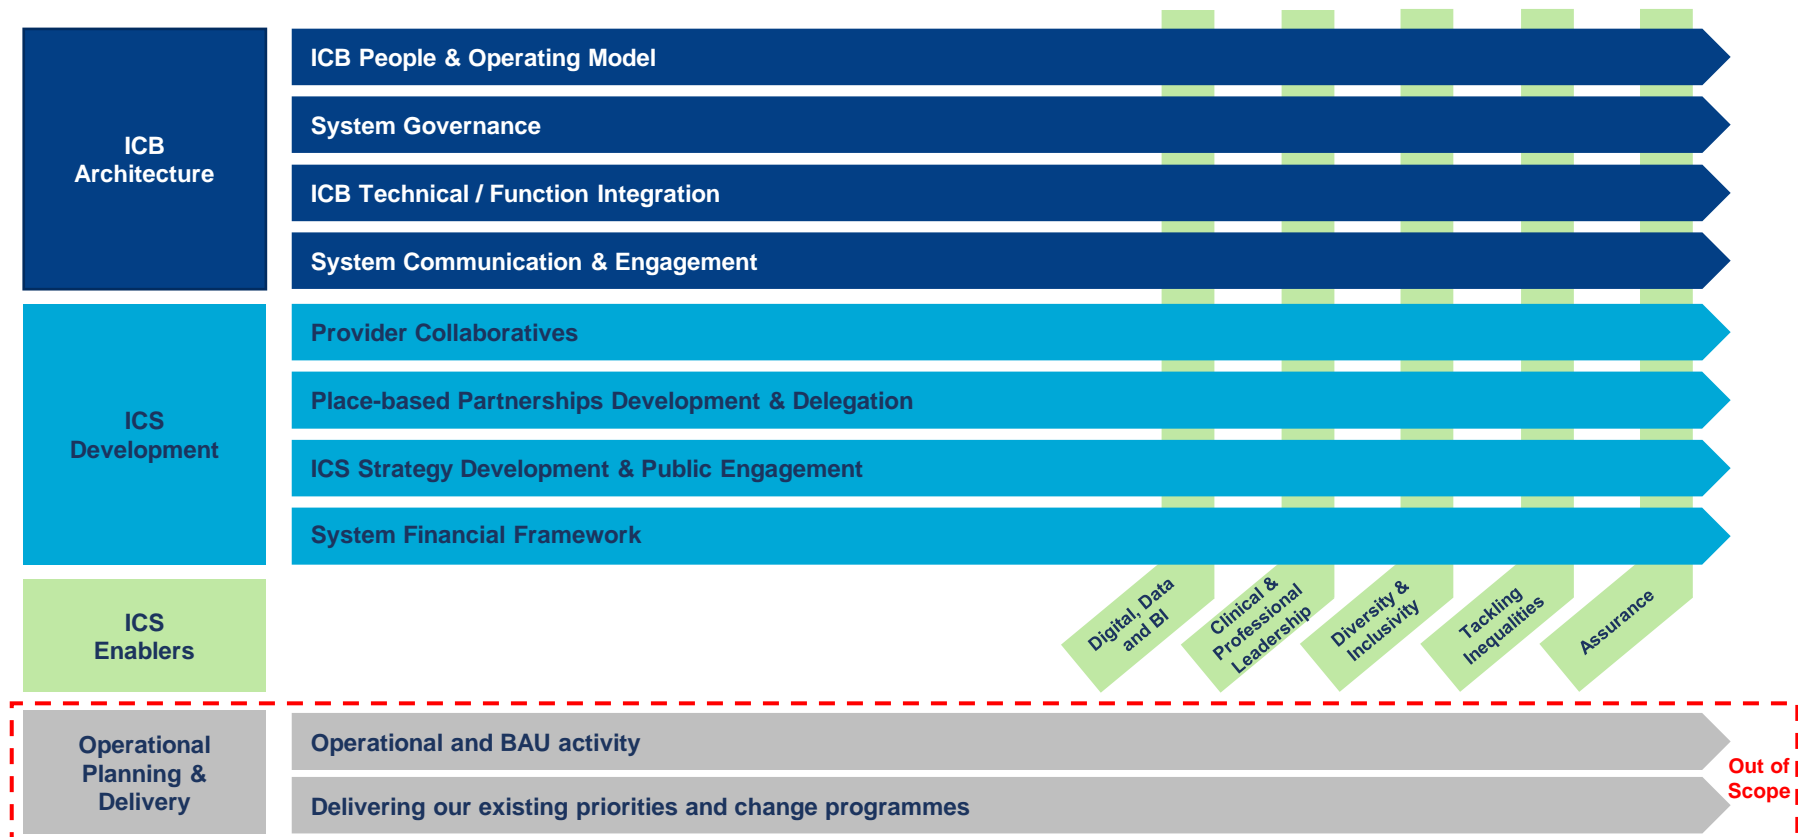 ICB
Architecture
ICB People & Operating Model
System Governance
ICB Technical / Function Integration
System Communication & Engagement
ICS
Development
Provider Collaboratives
Place-based Partnerships Development & Delegation
ICS Strategy Development & Public Engagement
System Financial Framework
ICS
Enablers
Digital, Data
and BI
Clinical &
Professional
Leadership
Diversity &
Inclusivity
Tackling
Inequalities
Assurance
Operational
Planning &
Delivery
Operational and BAU activity
Delivering our existing priorities and change programmes
Out of
Scope